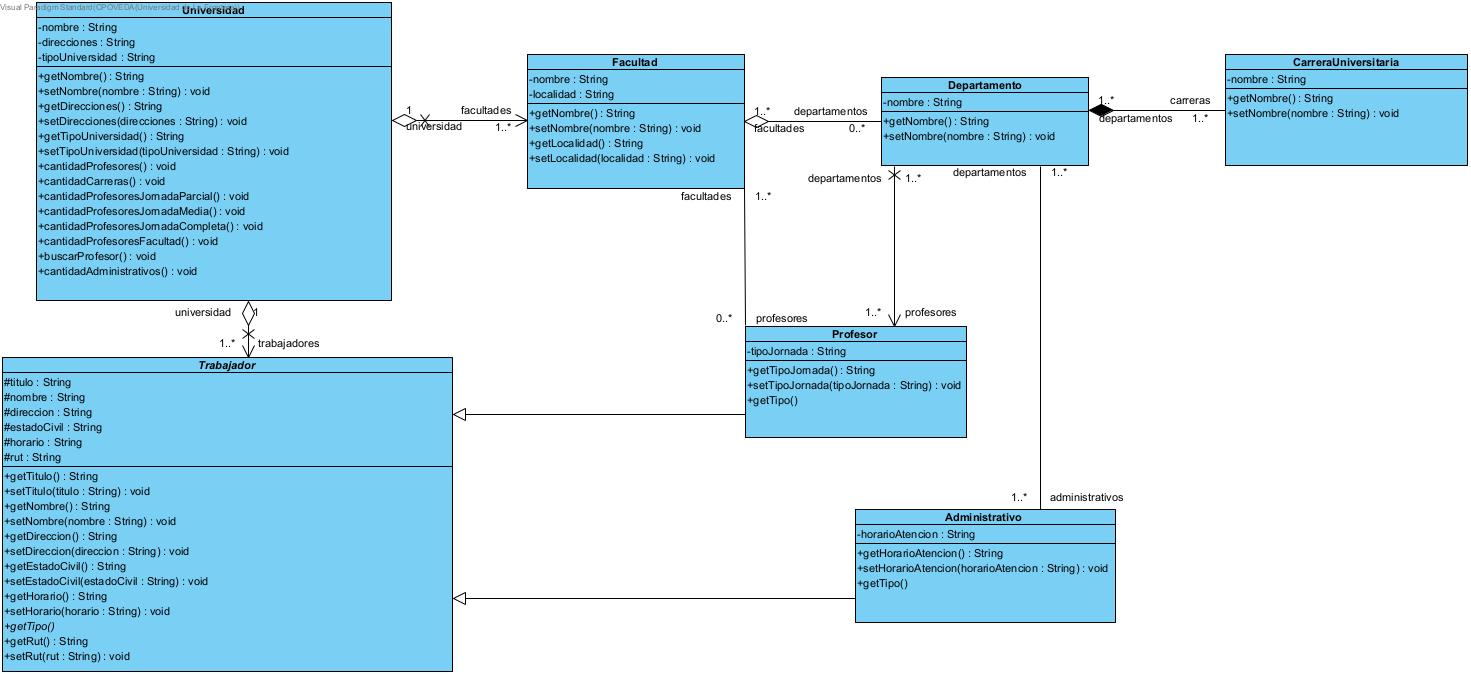 Visual Paradigm Standard(CPOVEDA(Universidad
Universidad
-nombre : String
-direcciones : String
-tipoUniversidad : String
+getNombre() : String
+setNombre(nombre : String) : void
+getDirecciones() : String
+setDirecciones(direcciones : String) : void
+getTipoUniversidad() : String
+setTipoUniversidad(tipoUniversidad : String) : void
+cantidadProfesores() : void
+cantidadCarreras() : void
+cantidadProfesoresJornadaParcial() : void
+cantidadProfesoresJornadaMedia() : void
+cantidadProfesoresJornadaCompleta() : void
+cantidadProfesoresFacultad() : void
+buscarProfesor() : void
+cantidadAdministrativos() : void
1
universidad
facultades
1..*
Facultad
-nombre : String
-localidad : String
+getNombre() : String
+setNombre(nombre : String) : void
+getLocalidad() : String
+setLocalidad(localidad : String) : void
1..*
facultades
departamentos
0..*
Departamento
-nombre : String
+getNombre() : String
+setNombre(nombre : String) : void
1..*
departamentos
carreras
1..*
CarreraUniversitaria
-nombre : String
+getNombre() : String
+setNombre(nombre : String) : void
facultades
1..*
departamentos
1..*
departamentos
1..*
universidad
1
1..*
trabajadores
0..*
profesores
1..*
profesores
Profesor
-tipoJornada : String
+getTipoJornada() : String
+setTipoJornada(tipoJornada : String) : void
+getTipo()
Trabajador
#titulo : String
#nombre : String
#direccion : String
#estadoCivil : String
#horario : String
#rut : String
+getTitulo() : String
+setTitulo(titulo : String) : void
+getNombre() : String
+setNombre(nombre : String) : void
+getDireccion() : String
+setDireccion(direccion : String) : void
+getEstadoCivil() : String
+setEstadoCivil(estadoCivil : String) : void
+getHorario() : String
+setHorario(horario : String) : void
+getTipo()
+getRut() : String
+setRut(rut : String) : void
1..*
administrativos
Administrativo
-horarioAtencion : String
+getHorarioAtencion() : String
+setHorarioAtencion(horarioAtencion : String) : void
+getTipo()